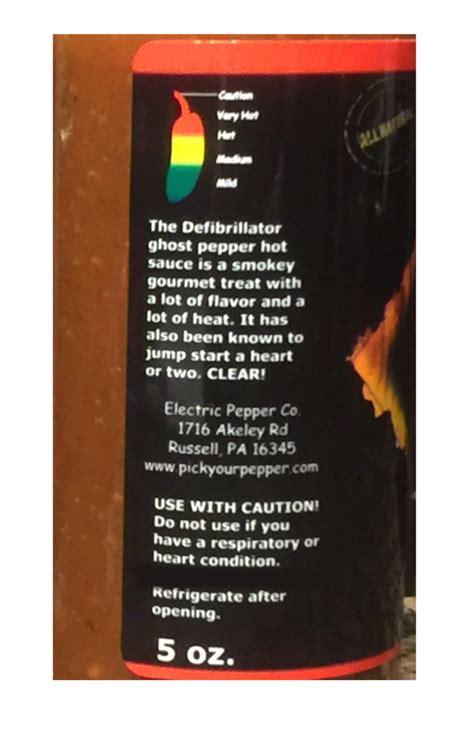 Caution
Very Hot
Hot
Medium
Mild
ALL NATURAL
The Defibrillator
ghost pepper hot
sauce is a smokey
gourmet treat with
a lot of flavor and a
lot of heat. It has
also been known to
jump start a heart
or two. CLEAR!
Electric Pepper Co.
1716 Akeley Rd
Russell, PA 16345
www.pickyourpepper.com
USE WITH CAUTION!
Do not use if you
have a respiratory or
heart condition.
Refrigerate after
opening.
5 oz.